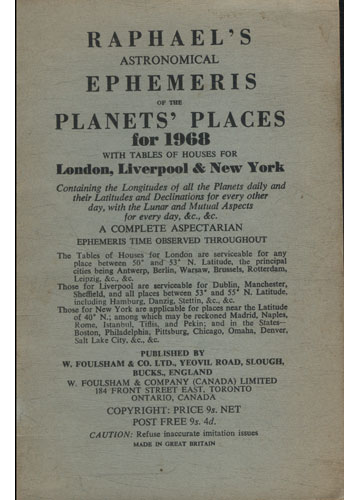 RAPHAEL'S
ASTRONOMICAL
EPHEMERIS
OF THE
PLANETS' PLACES
for 1968
WITH TABLES OF HOUSES FOR
London, Liverpool & New York
Containing the Longitudes of all the Planets daily and
their Latitudes and Declinations for every other
day, with the Lunar and Mutual Aspects
for every day, &c., &c.
A COMPLETE ASPECTARIAN
EPHEMERIS TIME OBSERVED THROUGHOUT
The Tables of Houses for London are serviceable for any
place between 50° and 53° N. Latitude, the principal
cities being Antwerp, Berlin, Warsaw, Brussels, Rotterdam,
Leipzig, &c., &c.
Those for Liverpool are serviceable for Dublin, Manchester,
Sheffield, and all places between 53° and 55° N. Latitude,
including Hamburg, Danzig, Stettin, &c., &c.
Those for New York are applicable for places near the Latitude
of 40° N.; among which may be reckoned Madrid, Naples,
Rome, Istanbul, Tiflis, and Pekin; and in the States—
Boston, Philadelphia, Pittsburg, Chicago, Omaha, Denver,
Salt Lake City, &c., &c.
PUBLISHED BY
W. FOULSHAM & CO. LTD., YEOVIL ROAD, SLOUGH,
BUCKS., ENGLAND
W. FOULSHAM & COMPANY (CANADA) LIMITED
184 FRONT STREET EAST, TORONTO
ONTARIO, CANADA
COPYRIGHT: PRICE 9s. NET
POST FREE 9s. 4d.
CAUTION: Refuse inaccurate imitation issues
MADE IN GREAT BRITAIN